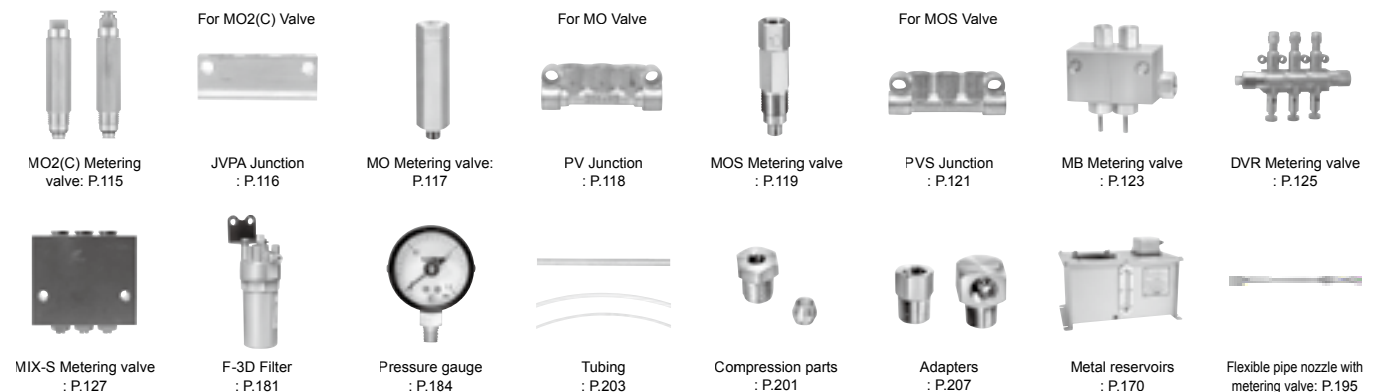 For MO2(C) Valve
For MO Valve
For MOS Valve
MO2(C) Metering
valve: P.115
JVPA Junction
: P.116
MO Metering valve:
P.117
PV Junction
: P.118
MOS Metering valve
: P.119
PVS Junction
: P.121
MB Metering valve
: P.123
DVR Metering valve
: P.125
MIX-S Metering valve
: P.127
F-3D Filter
: P.181
Pressure gauge
: P.184
Tubing
: P.203
Compression parts
: P.201
Adapters
: P.207
Metal reservoirs
: P.170
Flexible pipe nozzle with
metering valve: P.195